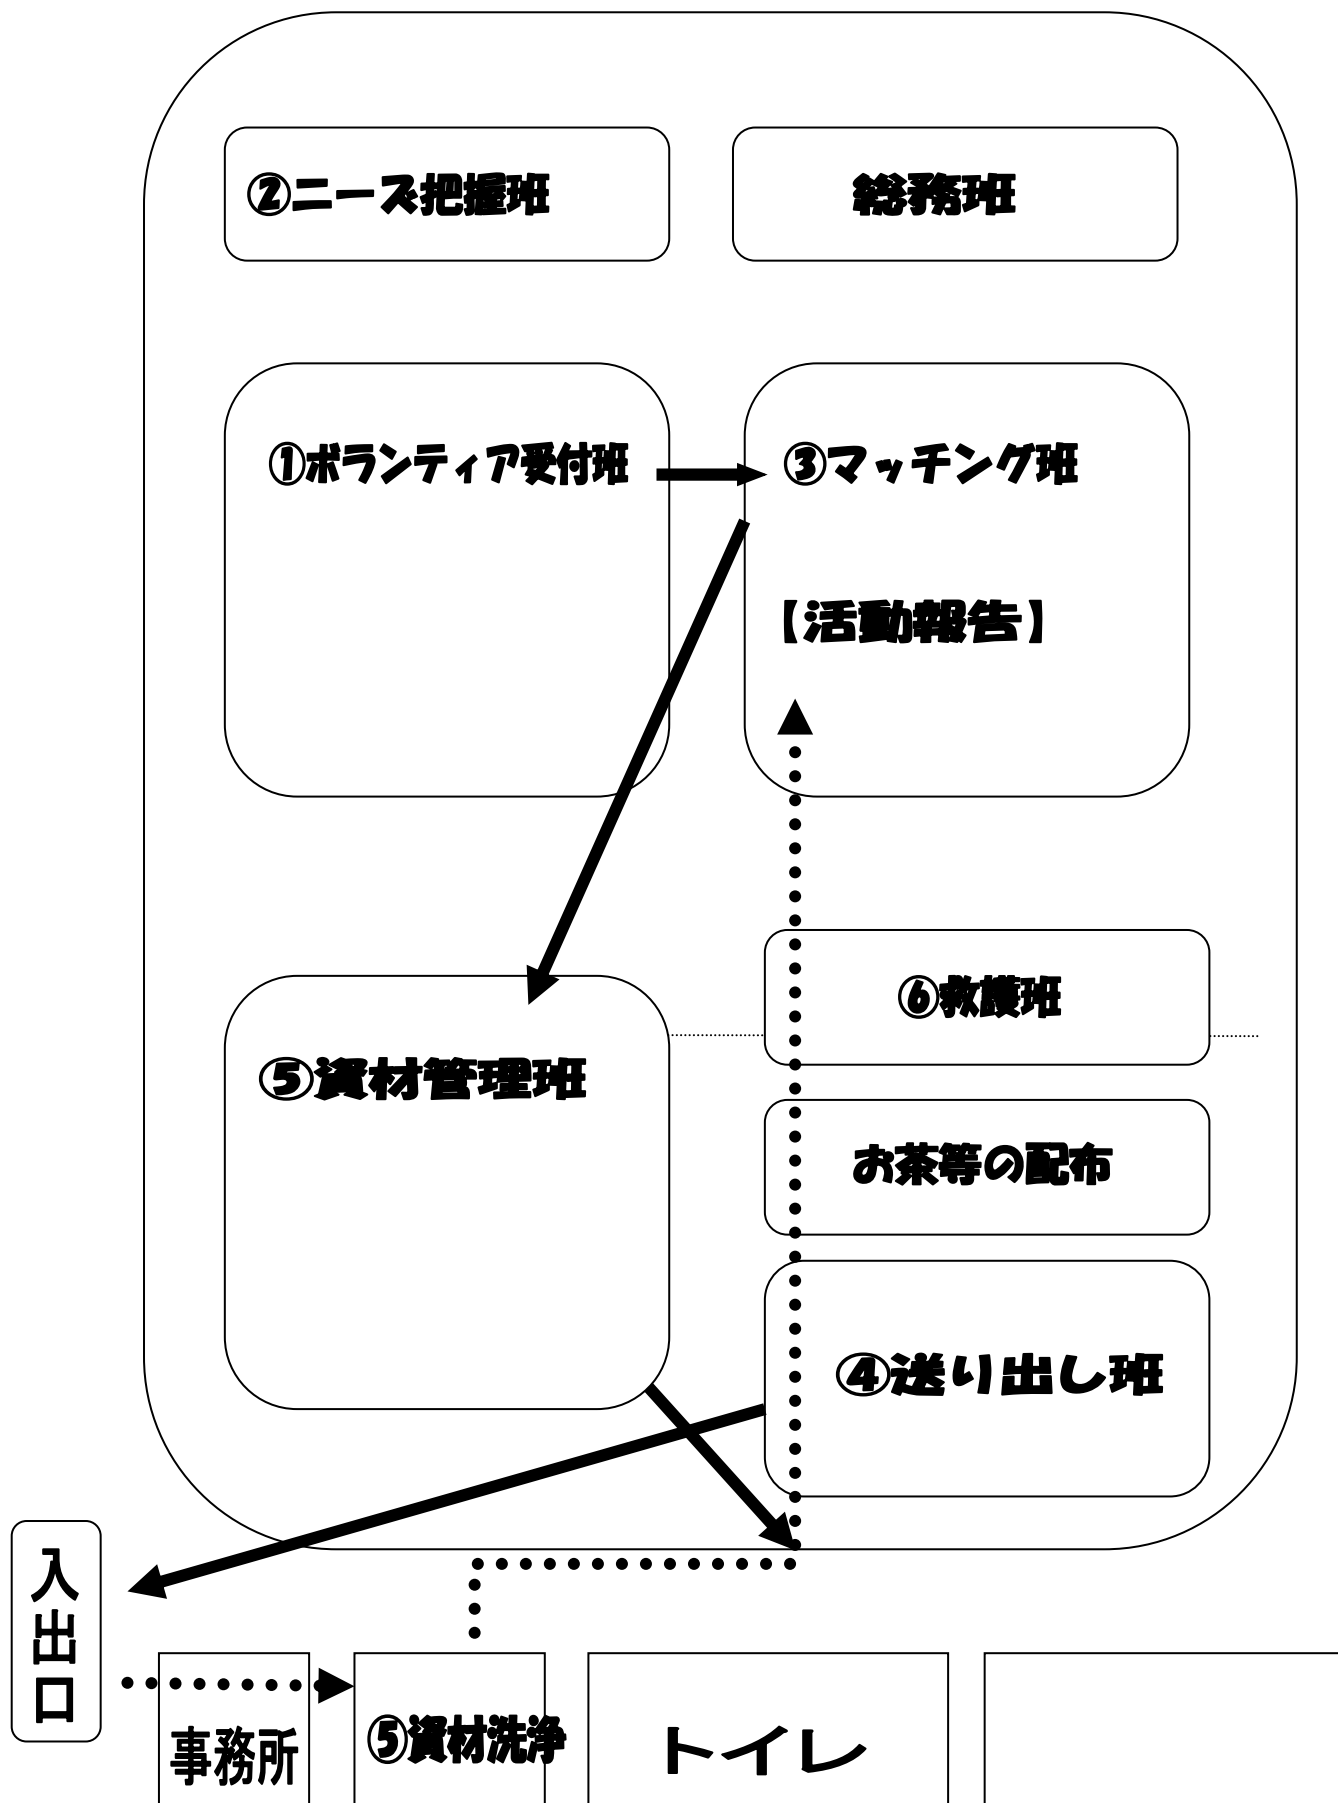 ②ニーズ把握班
総務班
①ボランティア受付班
③マッチング班
【活動報告】
⑥救護班
⑤資材管理班
お茶等の配布
④送り出し班
入出口
事務所
⑤資材洗浄
トイレ